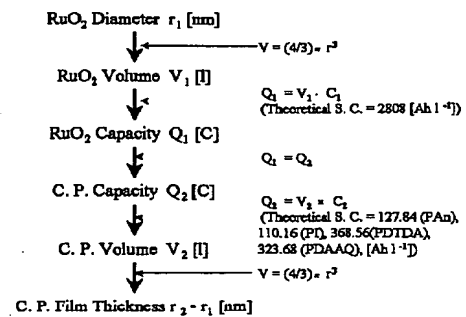 RuO₂ Diameter r₁ [nm]
V = (4/3)π r³
RuO₂ Volume V₁ [l]
Q₁ = V₁ · C₁
(Theoretical S. C. = 2808 [Ah l⁻¹])
RuO₂ Capacity Q₁ [C]
Q₁ = Q₂
C. P. Capacity Q₂ [C]
Q₂ = V₂ × C₂
(Theoretical S. C. = 127.84 (PAn),
110.16 (PI), 368.56(PDTDA),
323.68 (PDAAQ), [Ah l⁻¹])
C. P. Volume V₂ [l]
V = (4/3)π r³
C. P. Film Thickness r₂ - r₁ [nm]